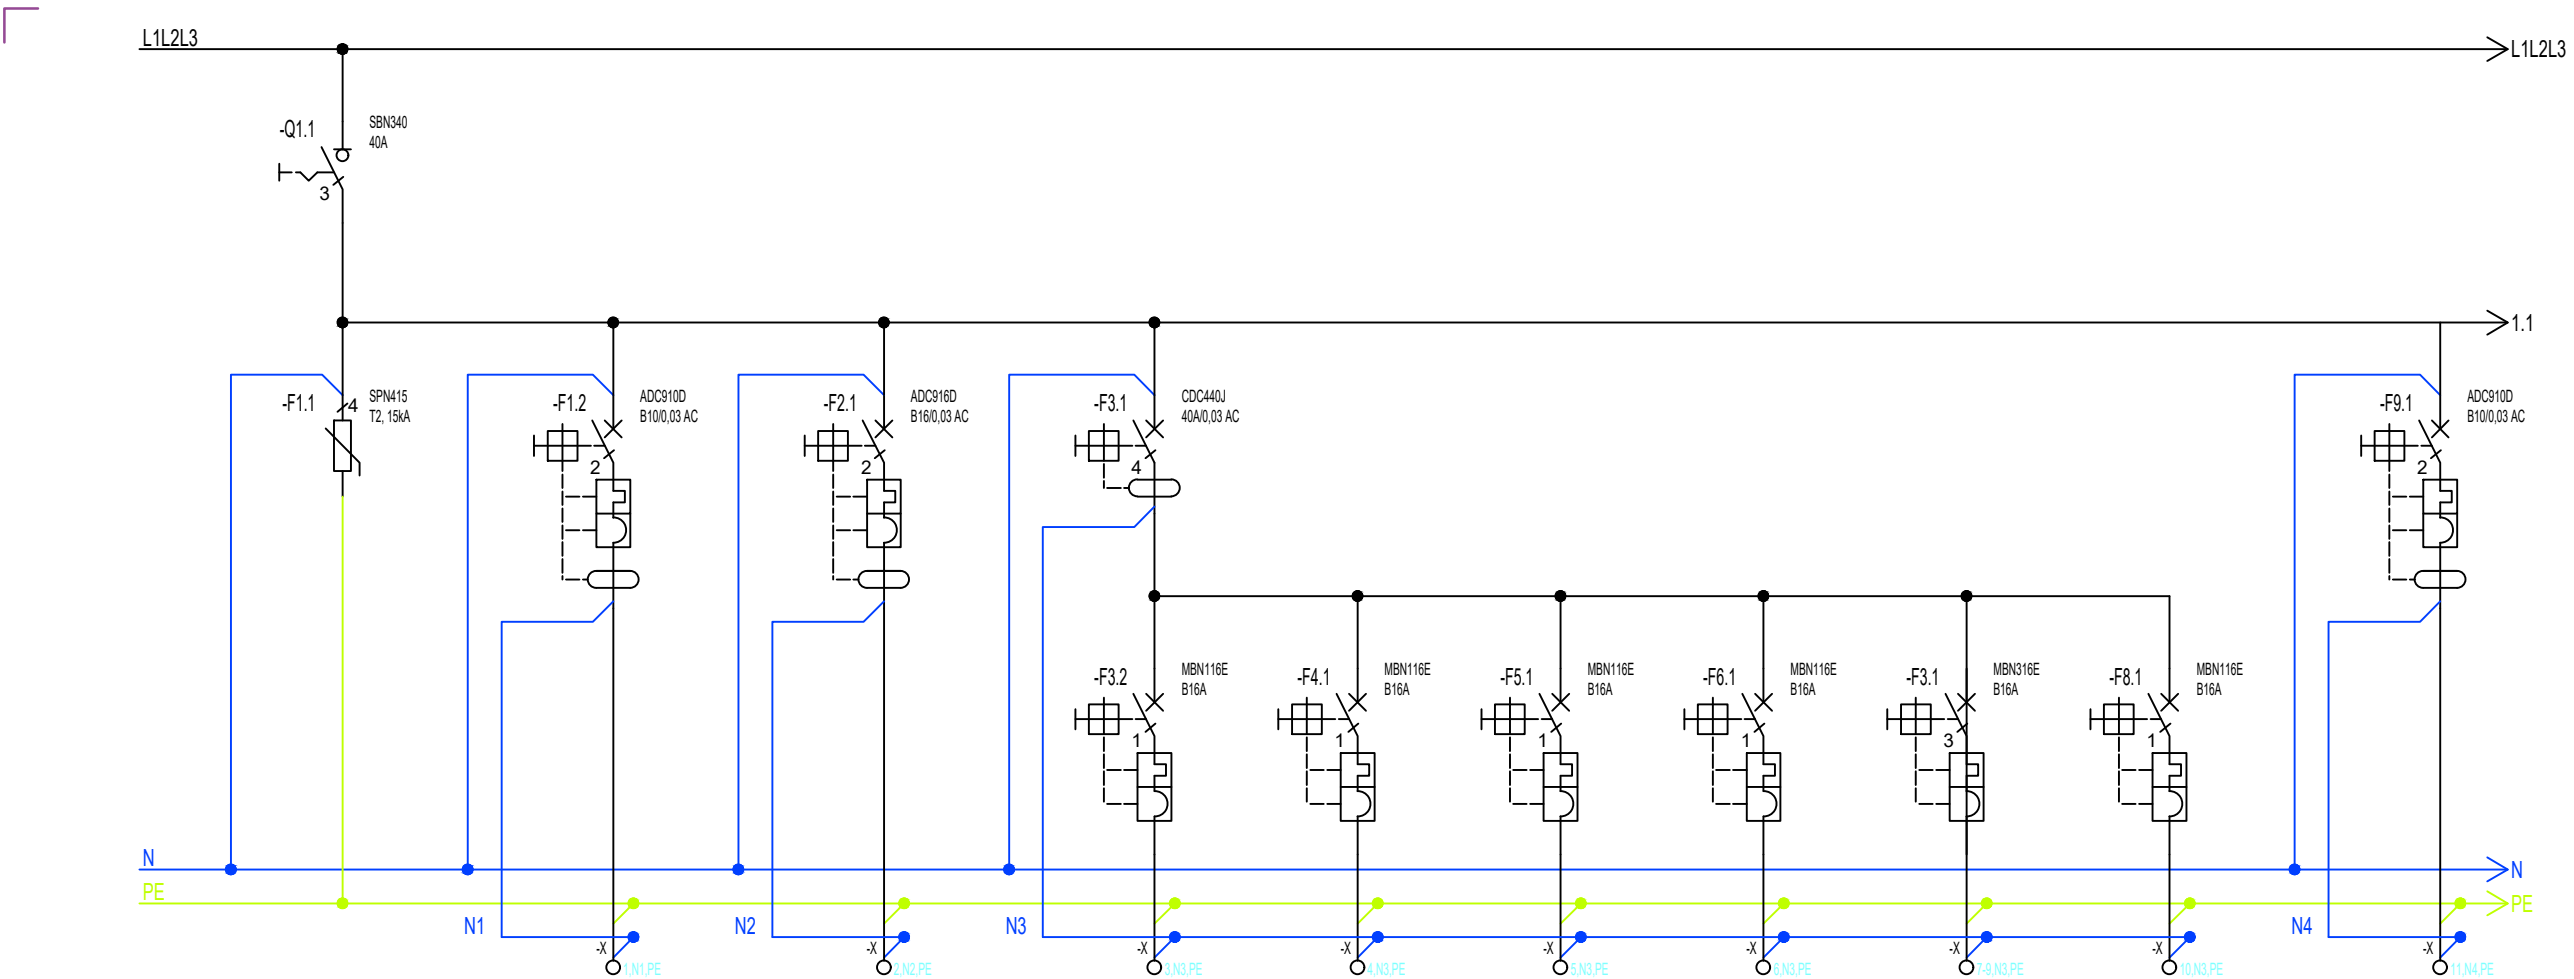 L1L2L3
L1L2L3
-Q1.1
SBN340
40A
3
1.1
-F1.1
4
SPN415
T2, 15kA
-F1.2
ADC910D
B10/0,03 AC
2
-F2.1
ADC916D
B16/0,03 AC
2
-F3.1
CDC440J
40A/0,03 AC
4
-F9.1
ADC910D
B10/0,03 AC
2
-F3.2
MBN116E
B16A
1
-F4.1
MBN116E
B16A
1
-F5.1
MBN116E
B16A
1
-F6.1
MBN116E
B16A
1
-F3.1
MBN316E
B16A
3
-F8.1
MBN116E
B16A
1
N
N
PE
PE
N1
N2
N3
N4
-X
1,N1,PE
-X
2,N2,PE
-X
3,N3,PE
-X
4,N3,PE
-X
5,N3,PE
-X
6,N3,PE
-X
7-9,N3,PE
-X
10,N3,PE
-X
11,N4,PE